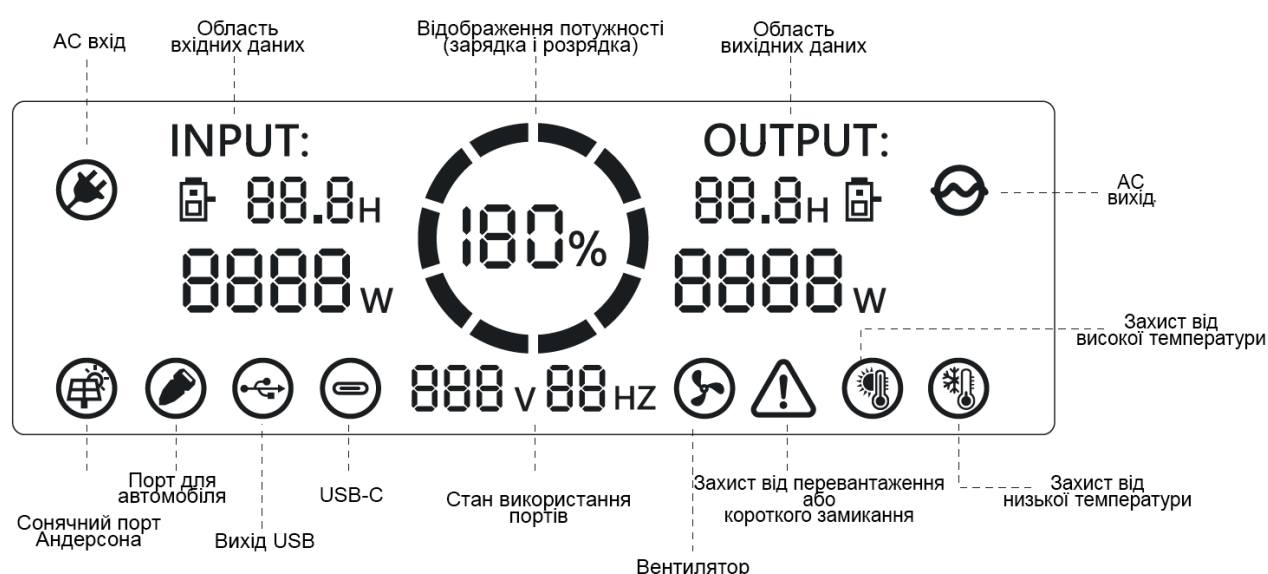 АС вхід
Область
вхідних даних
Відображення потужності
(зарядка і розрядка)
Область
вихідних даних
INPUT:
OUTPUT:
88.8H
88.8H
АС
вихід.
180%
8888W
8888W
Захист від
високої температури
888V88HZ
Порт для
автомобіля
USB-C
Стан використання
портів
Захист від перевантаження
або
короткого замикання
Захист від
низької температури
Сонячний порт
Андерсона
Вихід USB
Вентилятор